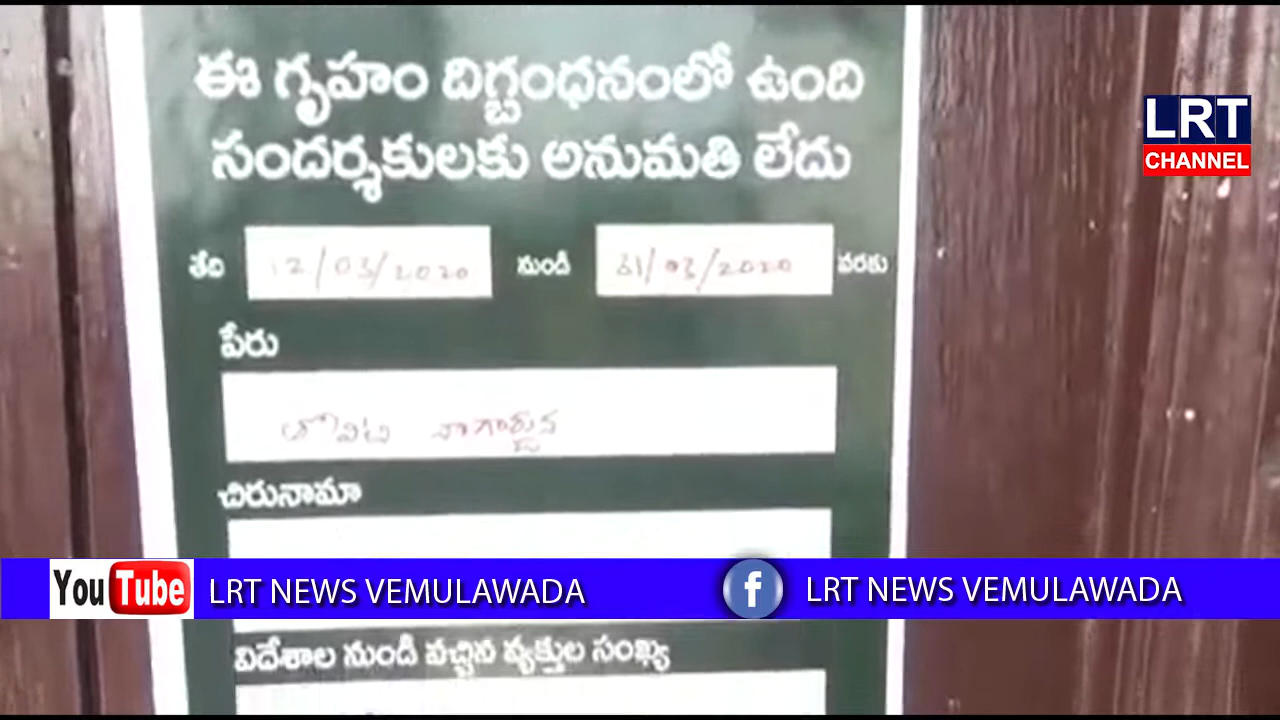 ఈ గృహం దిగ్బంధనంలో ఉంది
సందర్శకులకు అనుమతి లేదు
LRT
CHANNEL
తేది 12/03/2020 నుండి 31/03/2020 వరకు
పేరు
నాగార్జున
చిరునామా
YouTube LRT NEWS VEMULAWADA f LRT NEWS VEMULAWADA
విదేశాల నుండి వచ్చిన వ్యక్తుల సంఖ్య